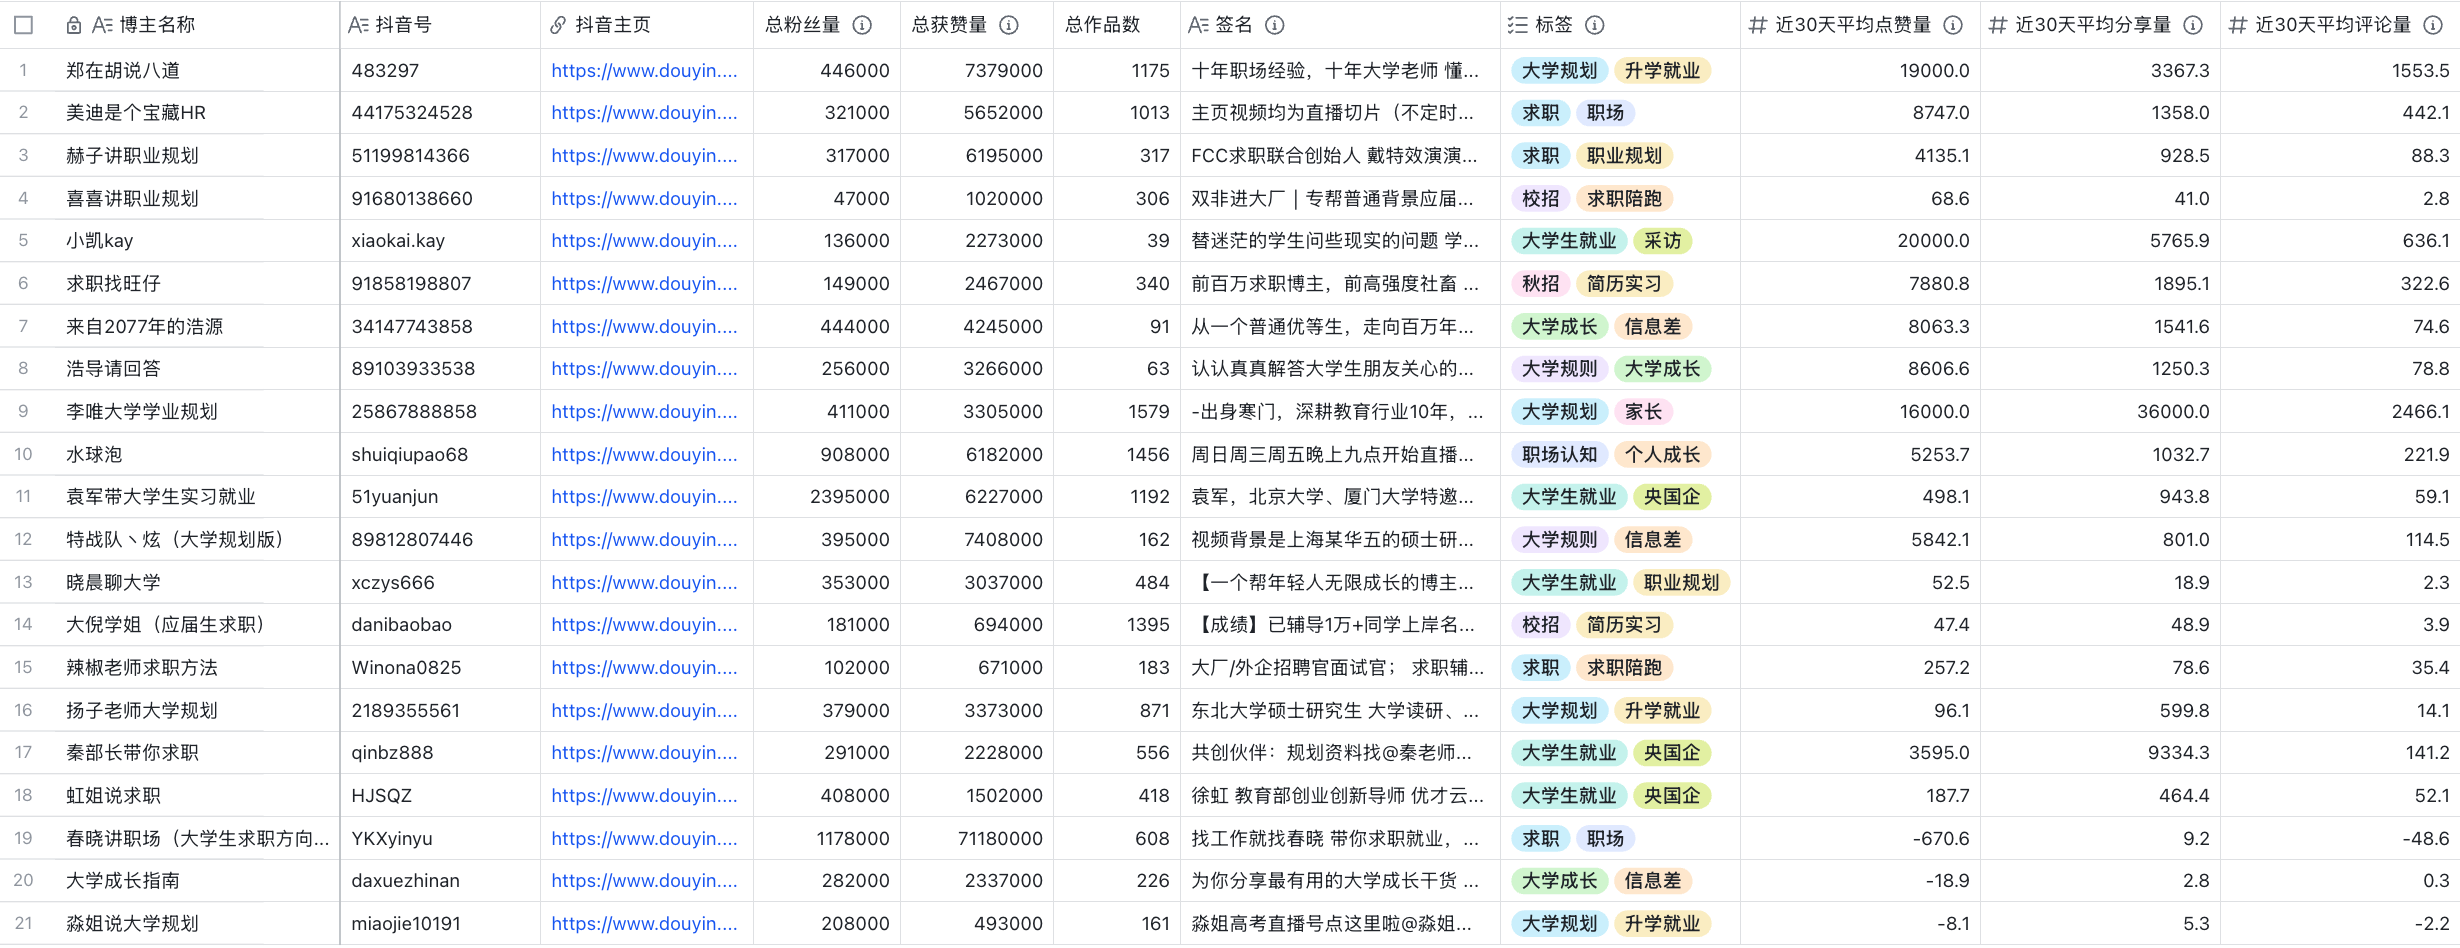 博主名称 抖音号 抖音主页 总粉丝量 总获赞量 总作品数 签名 标签 近30天平均点赞量 近30天平均分享量 近30天平均评论量
1 郑在胡说八道 483297 https://www.douyin.... 446000 7379000 1175 十年职场经验，十年大学老师 懂... 大学规划 升学就业 19000.0 3367.3 1553.5
2 美迪是个宝藏HR 44175324528 https://www.douyin.... 321000 5652000 1013 主页视频均为直播切片（不定时... 求职 职场 8747.0 1358.0 442.1
3 赫子讲职业规划 51199814366 https://www.douyin.... 317000 6195000 317 FCC求职联合创始人 戴特效演演... 求职 职业规划 4135.1 928.5 88.3
4 喜喜讲职业规划 91680138660 https://www.douyin.... 47000 1020000 306 双非进大厂 | 专帮普通背景应届... 校招 求职陪跑 68.6 41.0 2.8
5 小凯kay xiaokai.kay https://www.douyin.... 136000 2273000 39 替迷茫的学生问些现实的问题 学... 大学生就业 采访 20000.0 5765.9 636.1
6 求职找旺仔 91858198807 https://www.douyin.... 149000 2467000 340 前百万求职博主，前高强度社畜 ... 秋招 简历实习 7880.8 1895.1 322.6
7 来自2077年的浩源 34147743858 https://www.douyin.... 444000 4245000 91 从一个普通优等生，走向百万年... 大学成长 信息差 8063.3 1541.6 74.6
8 浩导请回答 89103933538 https://www.douyin.... 256000 3266000 63 认认真真解答大学生朋友关心的... 大学规则 大学成长 8606.6 1250.3 78.8
9 李唯大学学业规划 25867888858 https://www.douyin.... 411000 3305000 1579 -出身寒门，深耕教育行业10年，... 大学规划 家长 16000.0 36000.0 2466.1
10 水球泡 shuiqiupao68 https://www.douyin.... 908000 6182000 1456 周日周三周五晚上九点开始直播... 职场认知 个人成长 5253.7 1032.7 221.9
11 袁军带大学生实习就业 51yuanjun https://www.douyin.... 2395000 6227000 1192 袁军，北京大学、厦门大学特邀... 大学生就业 央国企 498.1 943.8 59.1
12 特战队丶炫（大学规划版） 89812807446 https://www.douyin.... 395000 7408000 162 视频背景是上海某华五的硕士研... 大学规则 信息差 5842.1 801.0 114.5
13 晓晨聊大学 xczys666 https://www.douyin.... 353000 3037000 484 【一个帮年轻人无限成长的博主... 大学生就业 职业规划 52.5 18.9 2.3
14 大倪学姐（应届生求职） danibaobao https://www.douyin.... 181000 694000 1395 【成绩】已辅导1万+同学上岸名... 校招 简历实习 47.4 48.9 3.9
15 辣椒老师求职方法 Winona0825 https://www.douyin.... 102000 671000 183 大厂/外企招聘官面试官； 求职辅... 求职 求职陪跑 257.2 78.6 35.4
16 扬子老师大学规划 2189355561 https://www.douyin.... 379000 3373000 871 东北大学硕士研究生 大学读研、... 大学规划 升学就业 96.1 599.8 14.1
17 秦部长带你求职 qinbz888 https://www.douyin.... 291000 2228000 556 共创伙伴：规划资料找@秦老师... 大学生就业 央国企 3595.0 9334.3 141.2
18 虹姐说求职 HJSQZ https://www.douyin.... 408000 1502000 418 徐虹 教育部创业创新导师 优才云... 大学生就业 央国企 187.7 464.4 52.1
19 春晓讲职场（大学生求职方向... YKXyinyu https://www.douyin.... 1178000 71180000 608 找工作就找春晓 带你求职就业，... 求职 职场 -670.6 9.2 -48.6
20 大学成长指南 daxuezhinan https://www.douyin.... 282000 2337000 226 为你分享最有用的大学成长干货 ... 大学成长 信息差 -18.9 2.8 0.3
21 淼姐说大学规划 miaojie10191 https://www.douyin.... 208000 493000 161 淼姐高考直播号点这里啦@淼姐... 大学规划 升学就业 -8.1 5.3 -2.2